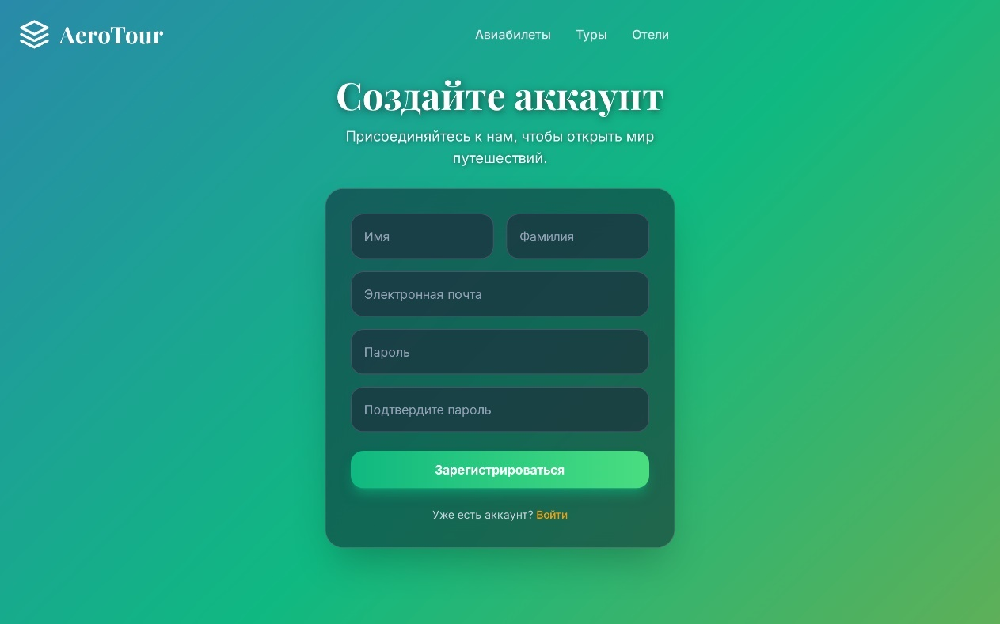 AeroTour
Авиабилеты
Туры
Отели
Создайте аккаунт
Присоединяйтесь к нам, чтобы открыть мир
путешествий.
Имя
Фамилия
Электронная почта
Пароль
Подтвердите пароль
Зарегистрироваться
Уже есть аккаунт? Войти